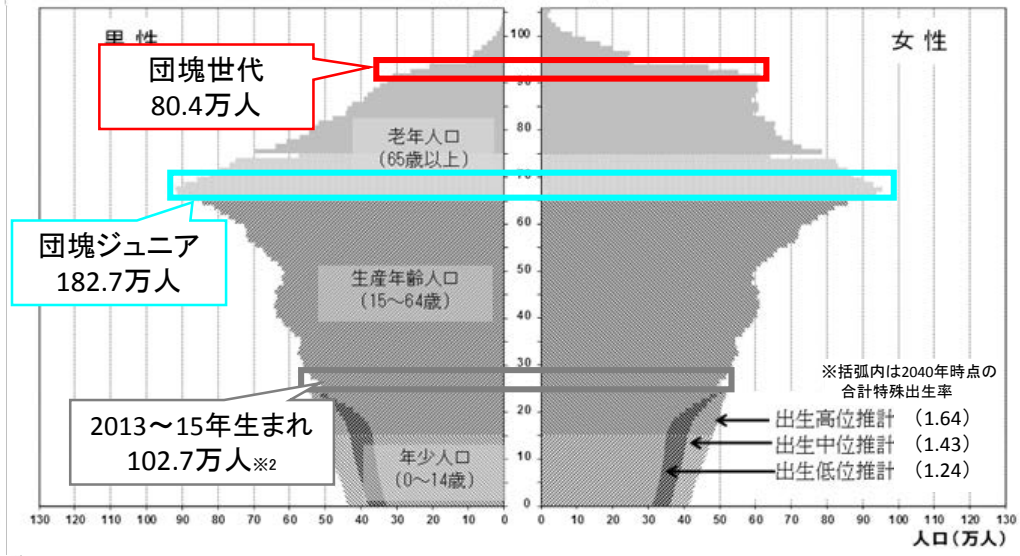 男 性
女 性
団塊世代
80.4万人
老年人口
(65歳以上)
団塊ジュニア
182.7万人
生産年齢人口
(15~64歳)
2013~15年生まれ
102.7万人※2
年少人口
(0~14歳)
※括弧内は2040年時点の
合計特殊出生率
出生高位推計 (1.64)
出生中位推計 (1.43)
出生低位推計 (1.24)
100
90
80
70
60
50
40
30
20
10
0
130 120 110 100 90 80 70 60 50 40 30 20 10 0
0 10 20 30 40 50 60 70 80 90 100 110 120 130
人口(万人)